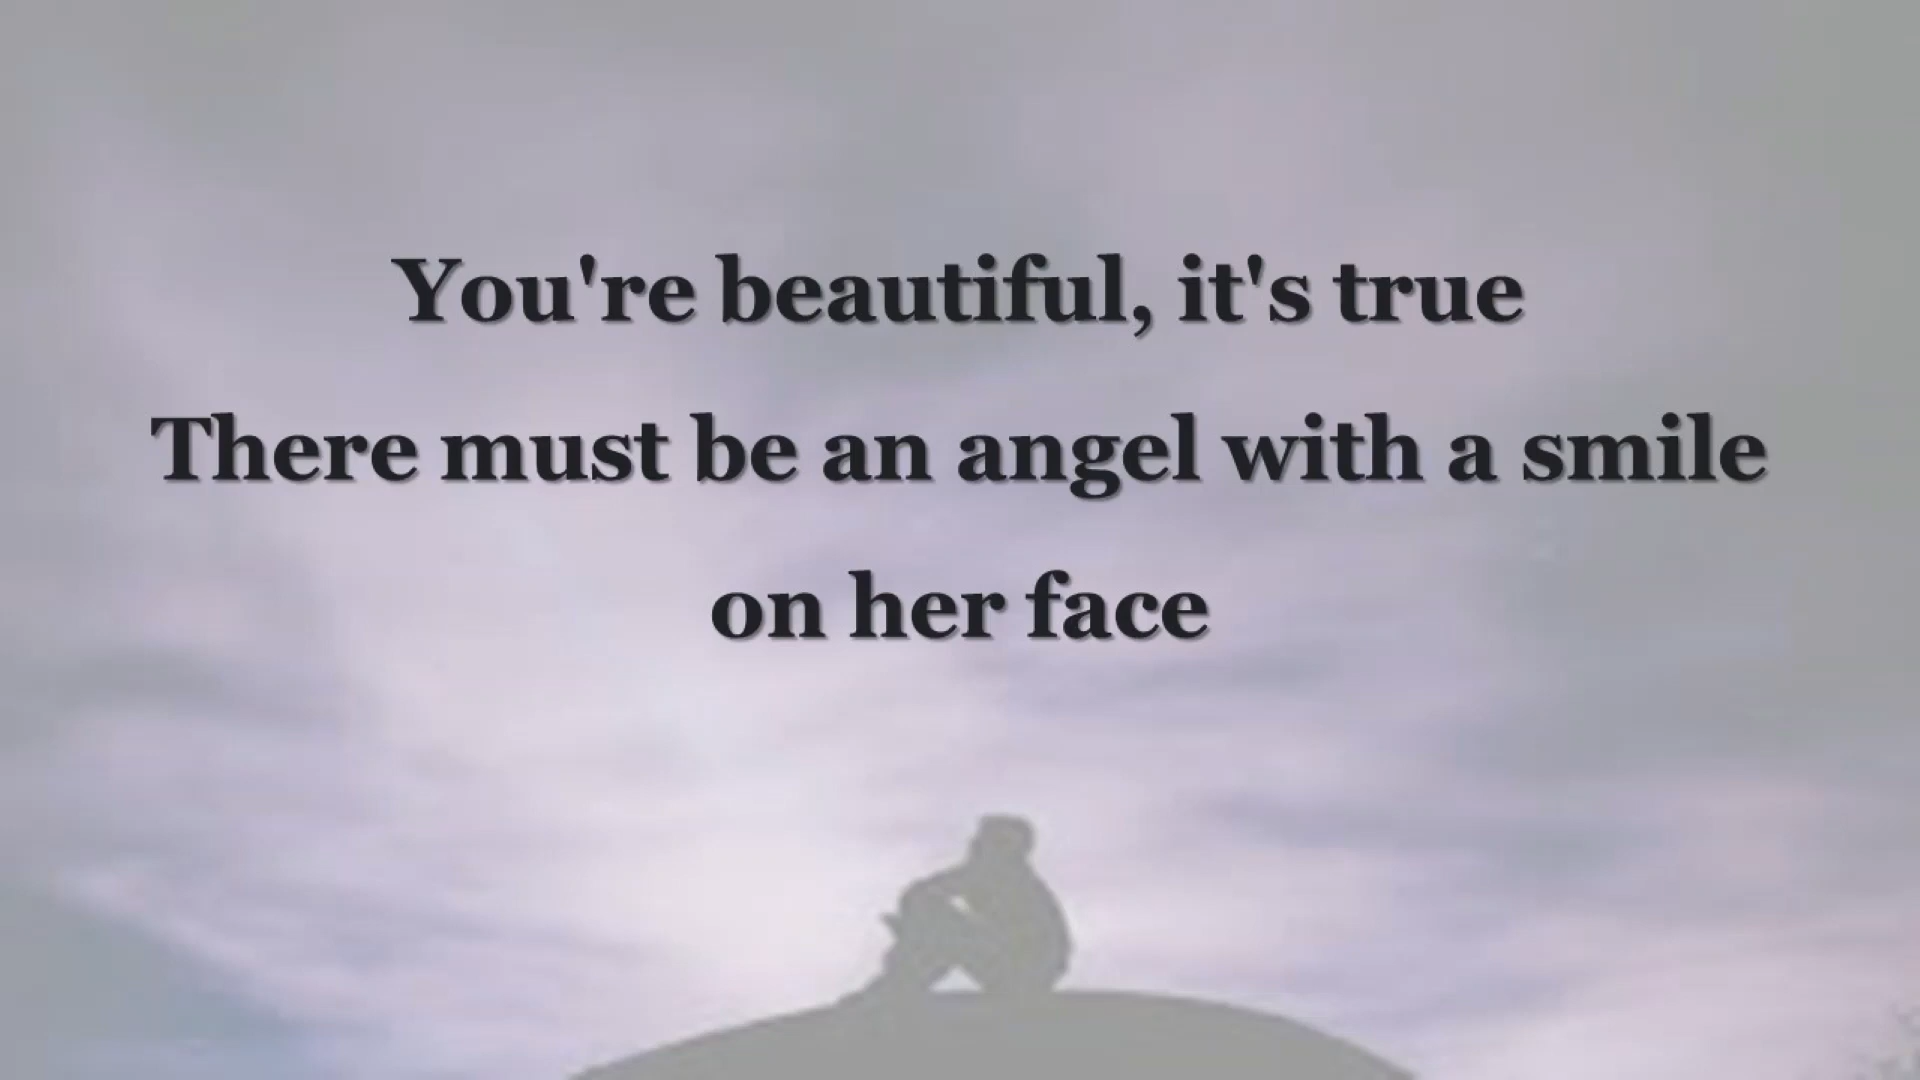 You're beautiful, it's true
There must be an angel with a smile
on her face